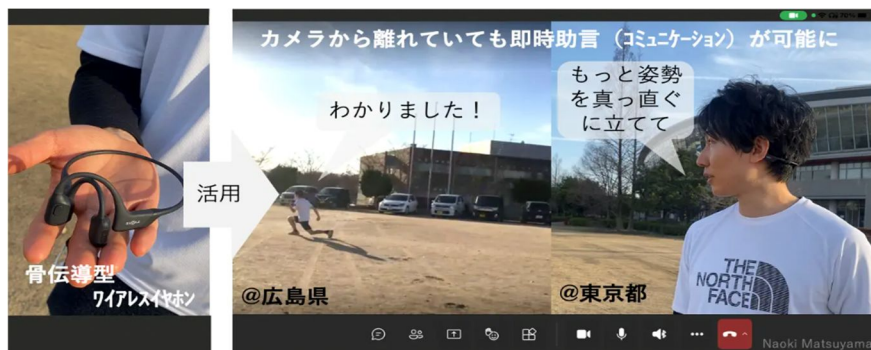 カメラから離れていても即時助言（コミュニケーション）が可能に
わかりました！
もっと姿勢
を真っ直ぐ
に立てて
活用
骨伝導型
ワイアレスイヤホン
@広島県
@東京都
THE
NORTH
FACE
Naoki Matsuyama